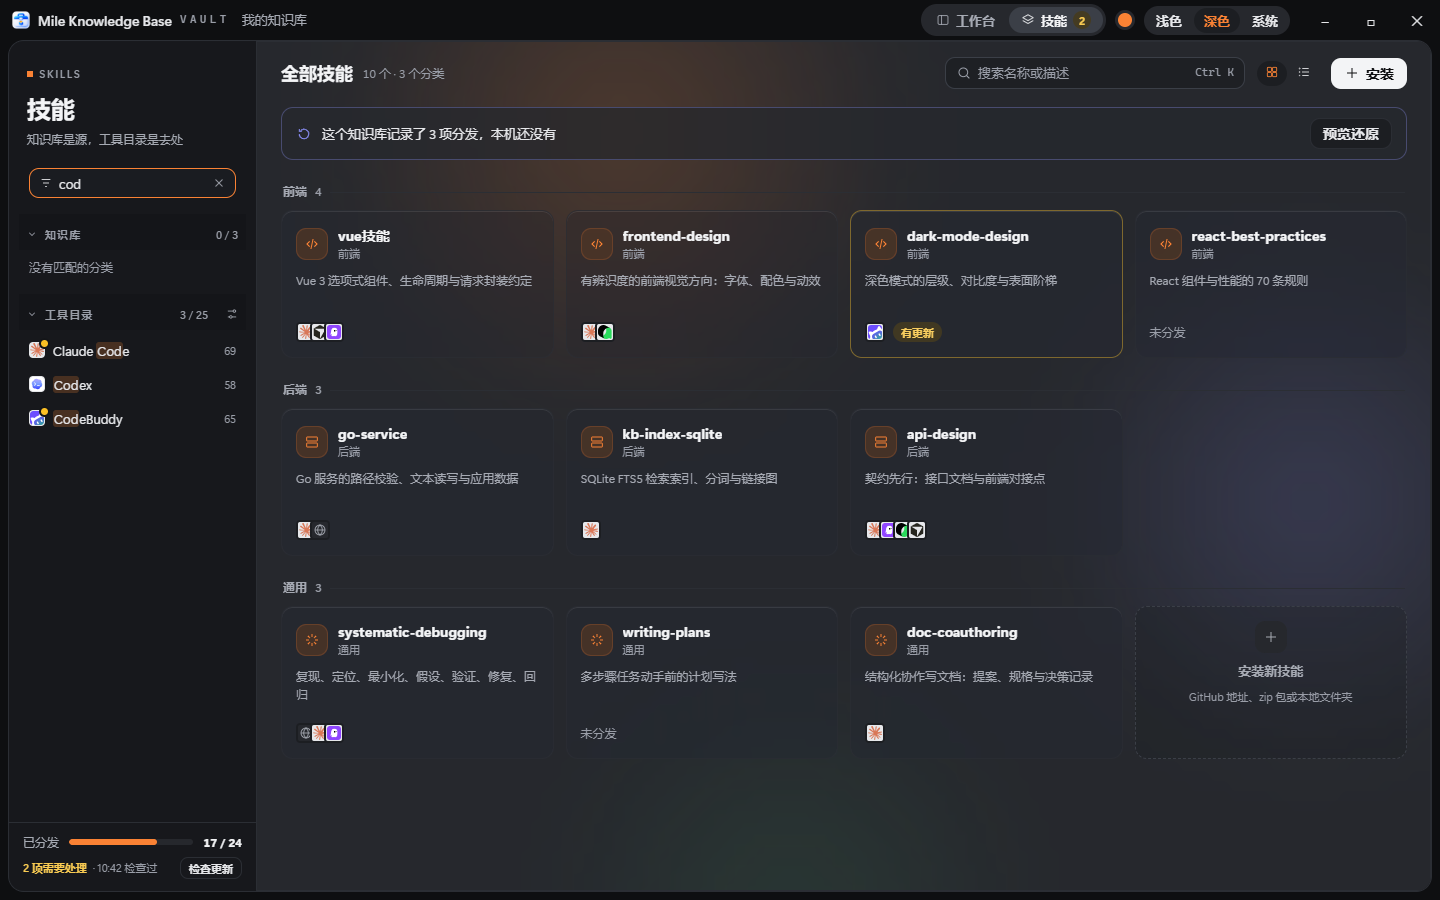 Mile Knowledge Base VAULT 我的知识库
工作台 技能 2 浅色 深色 系统
SKILLS
技能
知识库是源，工具目录是去处
cod
知识库 0 / 3
没有匹配的分类
工具目录 3 / 25
Claude Code 69
Codex 58
CodeBuddy 65
已分发 17 / 24
2 项需要处理 · 10:42 检查过 检查更新
全部技能 10 个 · 3 个分类
搜索名称或描述 Ctrl K
安装
这个知识库记录了 3 项分发，本机还没有 预览还原
前端 4
vue技能
前端
Vue 3 选项式组件、生命周期与请求封装约定
frontend-design
前端
有辨识度的前端视觉方向：字体、配色与动效
dark-mode-design
前端
深色模式的层级、对比度与表面阶梯
有更新
react-best-practices
前端
React 组件与性能的 70 条规则
未分发
后端 3
go-service
后端
Go 服务的路径校验、文本读写与应用数据
kb-index-sqlite
后端
SQLite FTS5 检索索引、分词与链接图
api-design
后端
契约先行：接口文档与前端对接点
通用 3
systematic-debugging
通用
复现、定位、最小化、假设、验证、修复、回
归
writing-plans
通用
多步骤任务动手前的计划写法
未分发
doc-coauthoring
通用
结构化协作写文档：提案、规格与决策记录
安装新技能
GitHub 地址、zip 包或本地文件夹